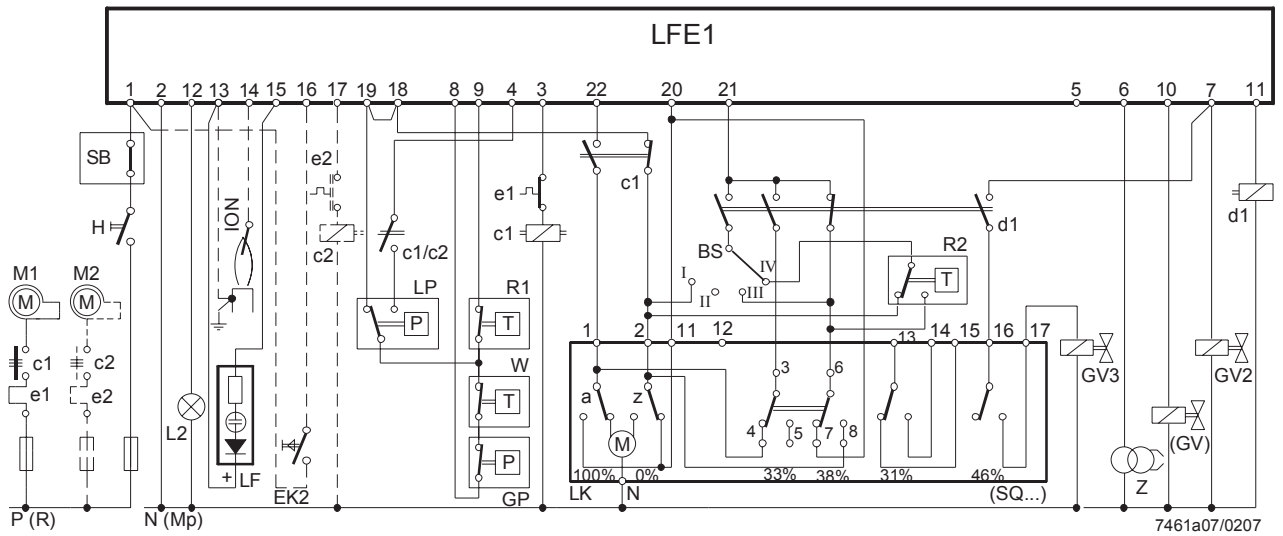 LFE1
1 2 12 13 14 15 16 17 19 18 8 9 4 3 22 20 21 5 6 10 7 11
SB
H
ION
e2
c2
c1/c2
e1
c1
c1
d1
d1
BS
I
II
III
IV
R2
T
M1
M
M2
M
c1
c2
e1
e2
L2
+ LF
EK2
LP
P
R1
T
W
T
P
GP
1 2 11 12 13 14 15 16 17
3 6
a z
4 5 7 8
M
100% 0% 33% 38% 31% 46%
LK N (SQ...)
GV3
GV2
(GV)
Z
P (R)
N (Mp)
7461a07/0207